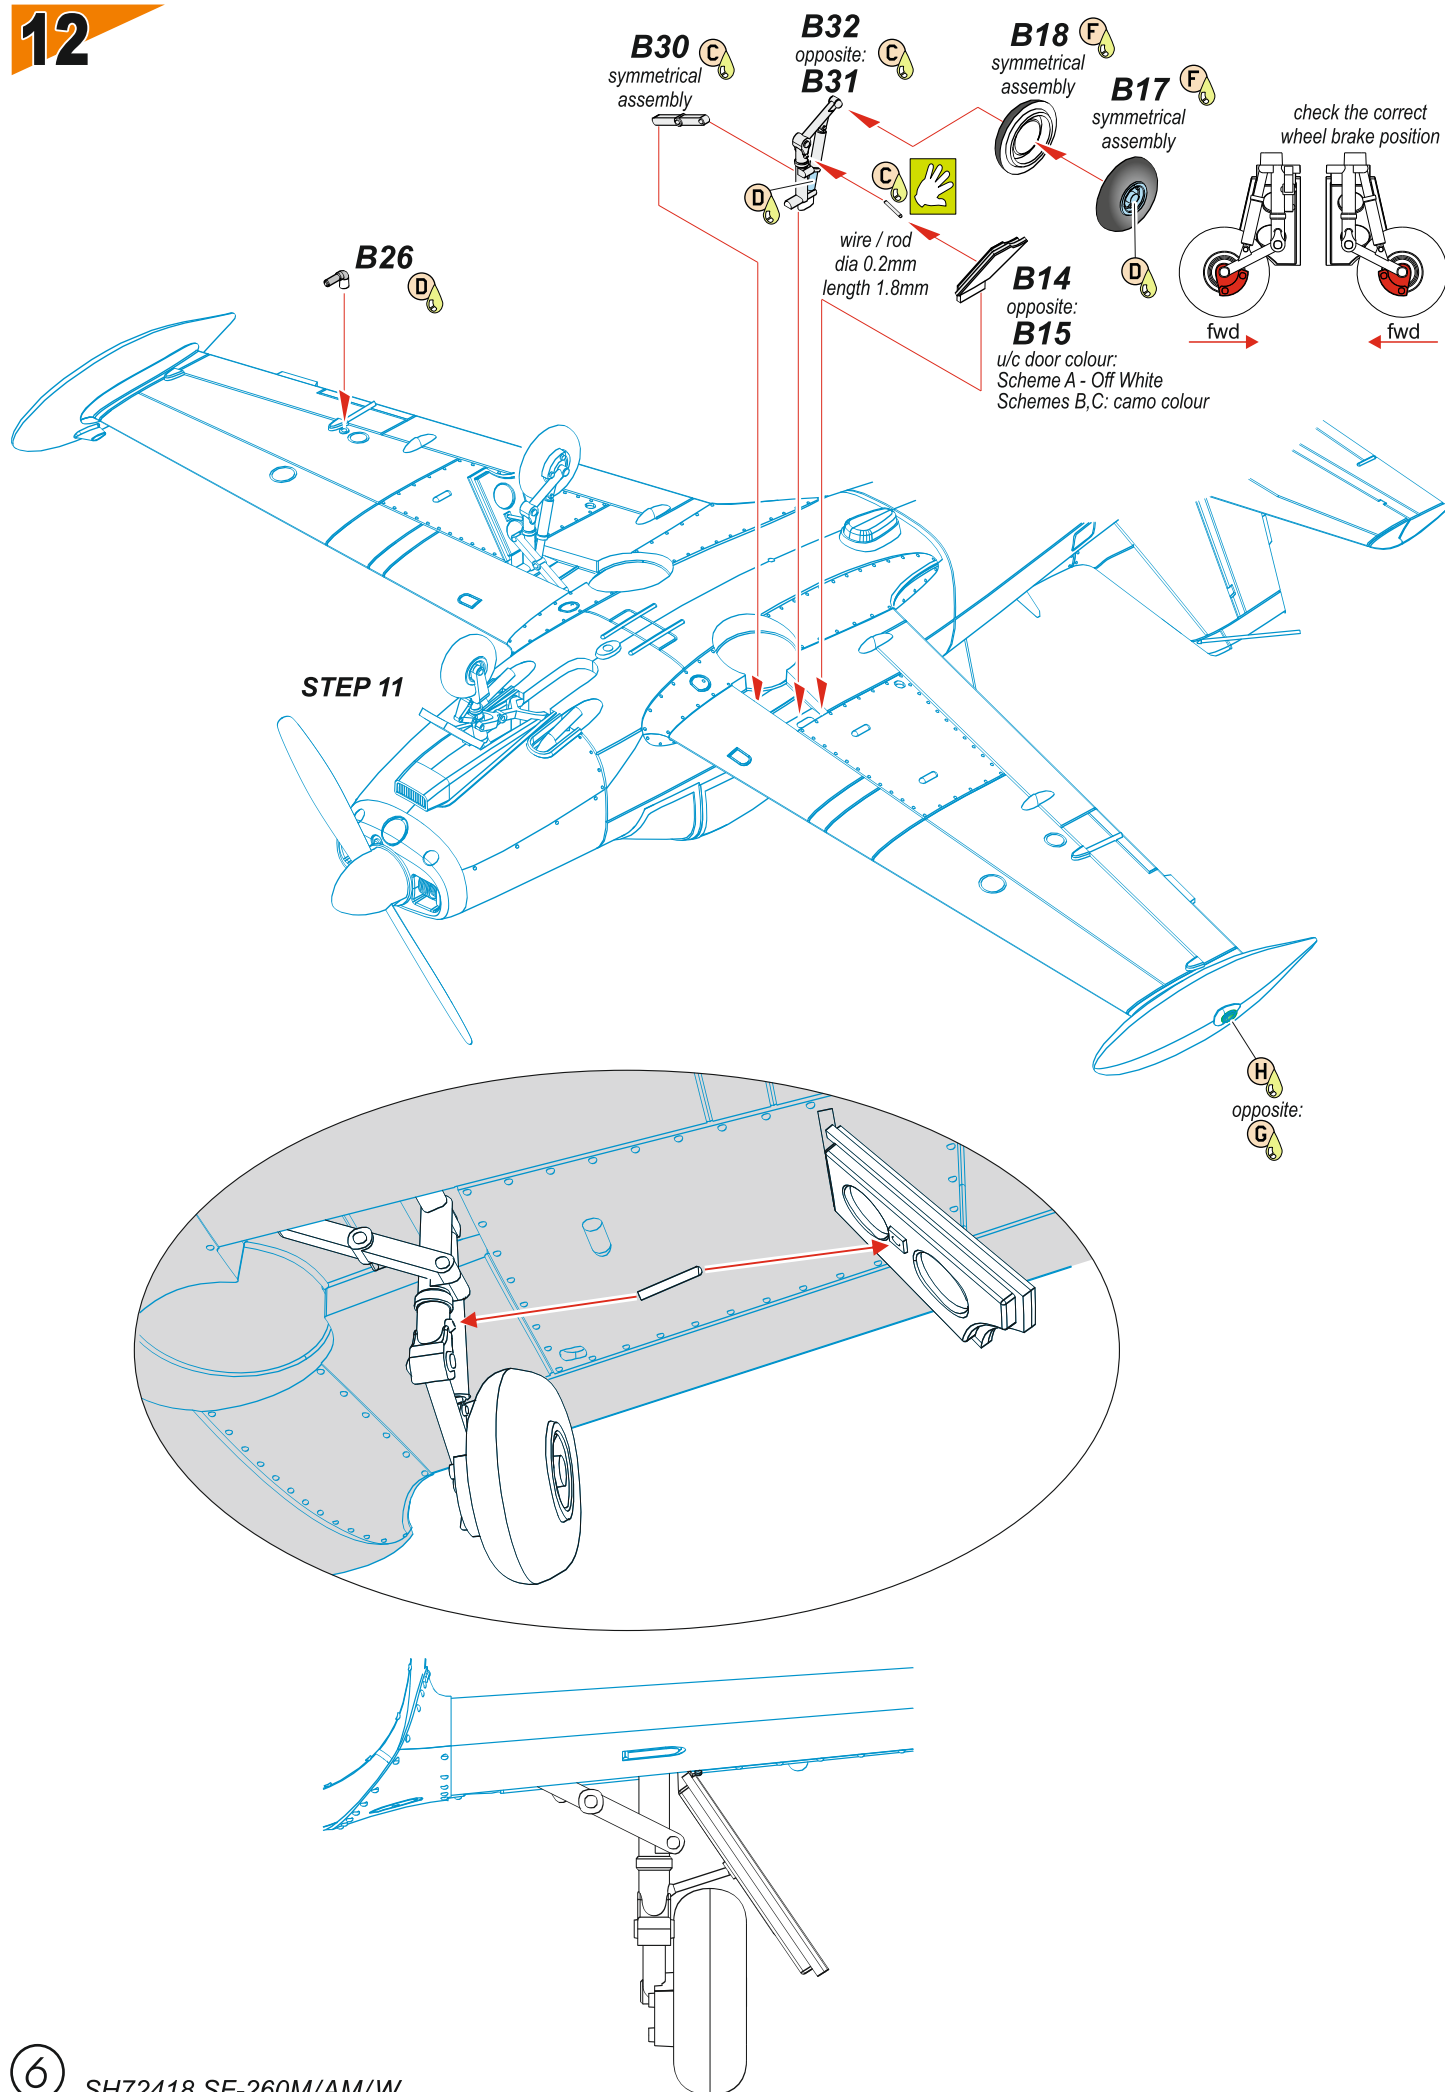 12
B30 C
symmetrical
assembly
B32
opposite: C
B31
B18 F
symmetrical
assembly
B17 F
symmetrical
assembly
check the correct
wheel brake position
D
C
wire / rod
dia 0.2mm
length 1.8mm
D
B14
opposite:
B15
u/c door colour:
Scheme A - Off White
Schemes B,C: camo colour
fwd
fwd
B26
D
STEP 11
H
opposite:
G
6
SH72418 SF-260M/AM/W